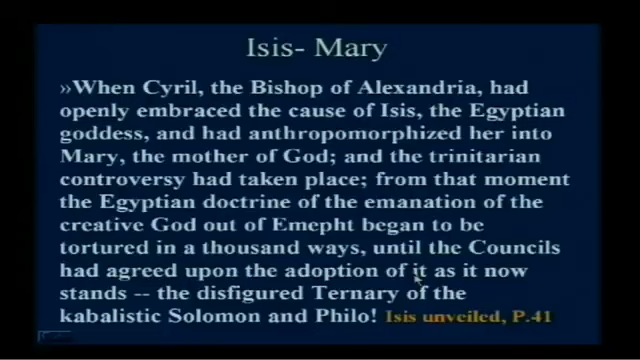 Isis- Mary
»When Cyril, the Bishop of Alexandria, had
openly embraced the cause of Isis, the Egyptian
goddess, and had anthropomorphized her into
Mary, the mother of God; and the trinitarian
controversy had taken place; from that moment
the Egyptian doctrine of the emanation of the
creative God out of Emepht began to be
tortured in a thousand ways, until the Councils
had agreed upon the adoption of it as it now
stands -- the disfigured Ternary of the
kabalistic Solomon and Philo! Isis unveiled, P.41